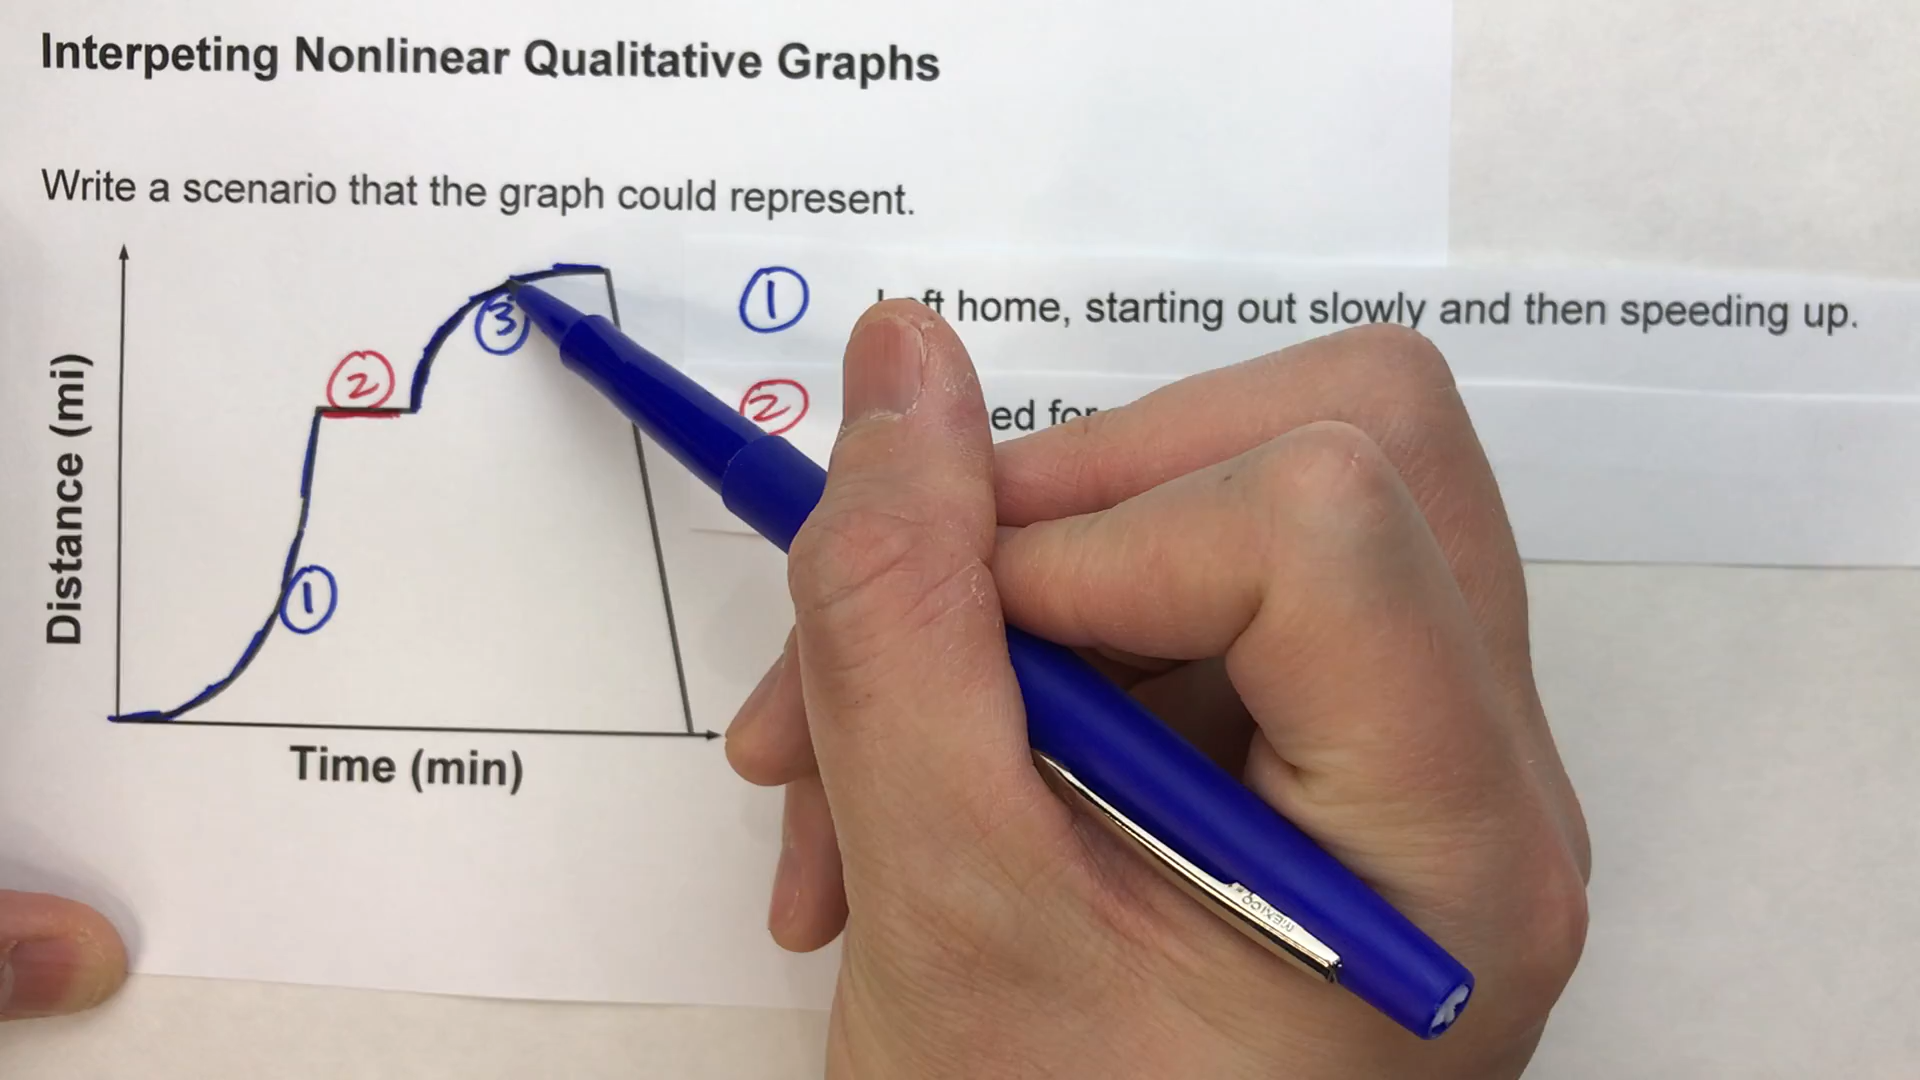 Interpeting Nonlinear Qualitative Graphs
Write a scenario that the graph could represent.
1
home, starting out slowly and then speeding up.
2
3
2
1
Distance (mi)
Time (min)
MEXICO